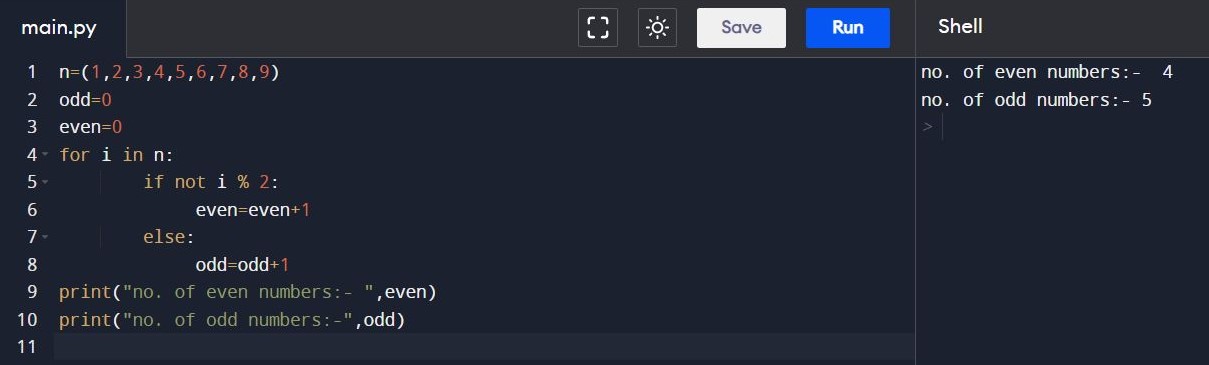 main.py Save Run Shell
1 n=(1,2,3,4,5,6,7,8,9)
2 odd=0
3 even=0
4 for i in n:
5 if not i % 2:
6 even=even+1
7 else:
8 odd=odd+1
9 print("no. of even numbers:- ",even)
10 print("no. of odd numbers:-",odd)
11
no. of even numbers:-  4
no. of odd numbers:- 5
>